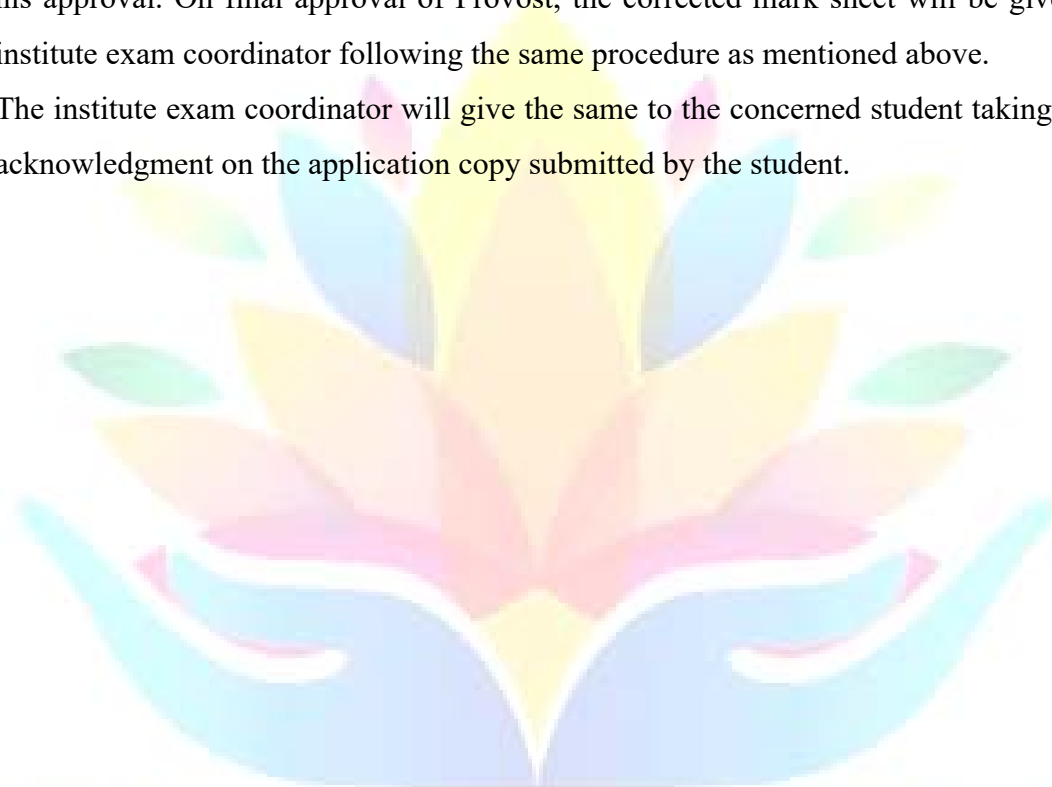 his approval. On final approval of Provost, the corrected mark sheet will be
institute exam coordinator following the same procedure as mentioned above.
The institute exam coordinator will give the same to the concerned student taking
acknowledgment on the application copy submitted by the student.